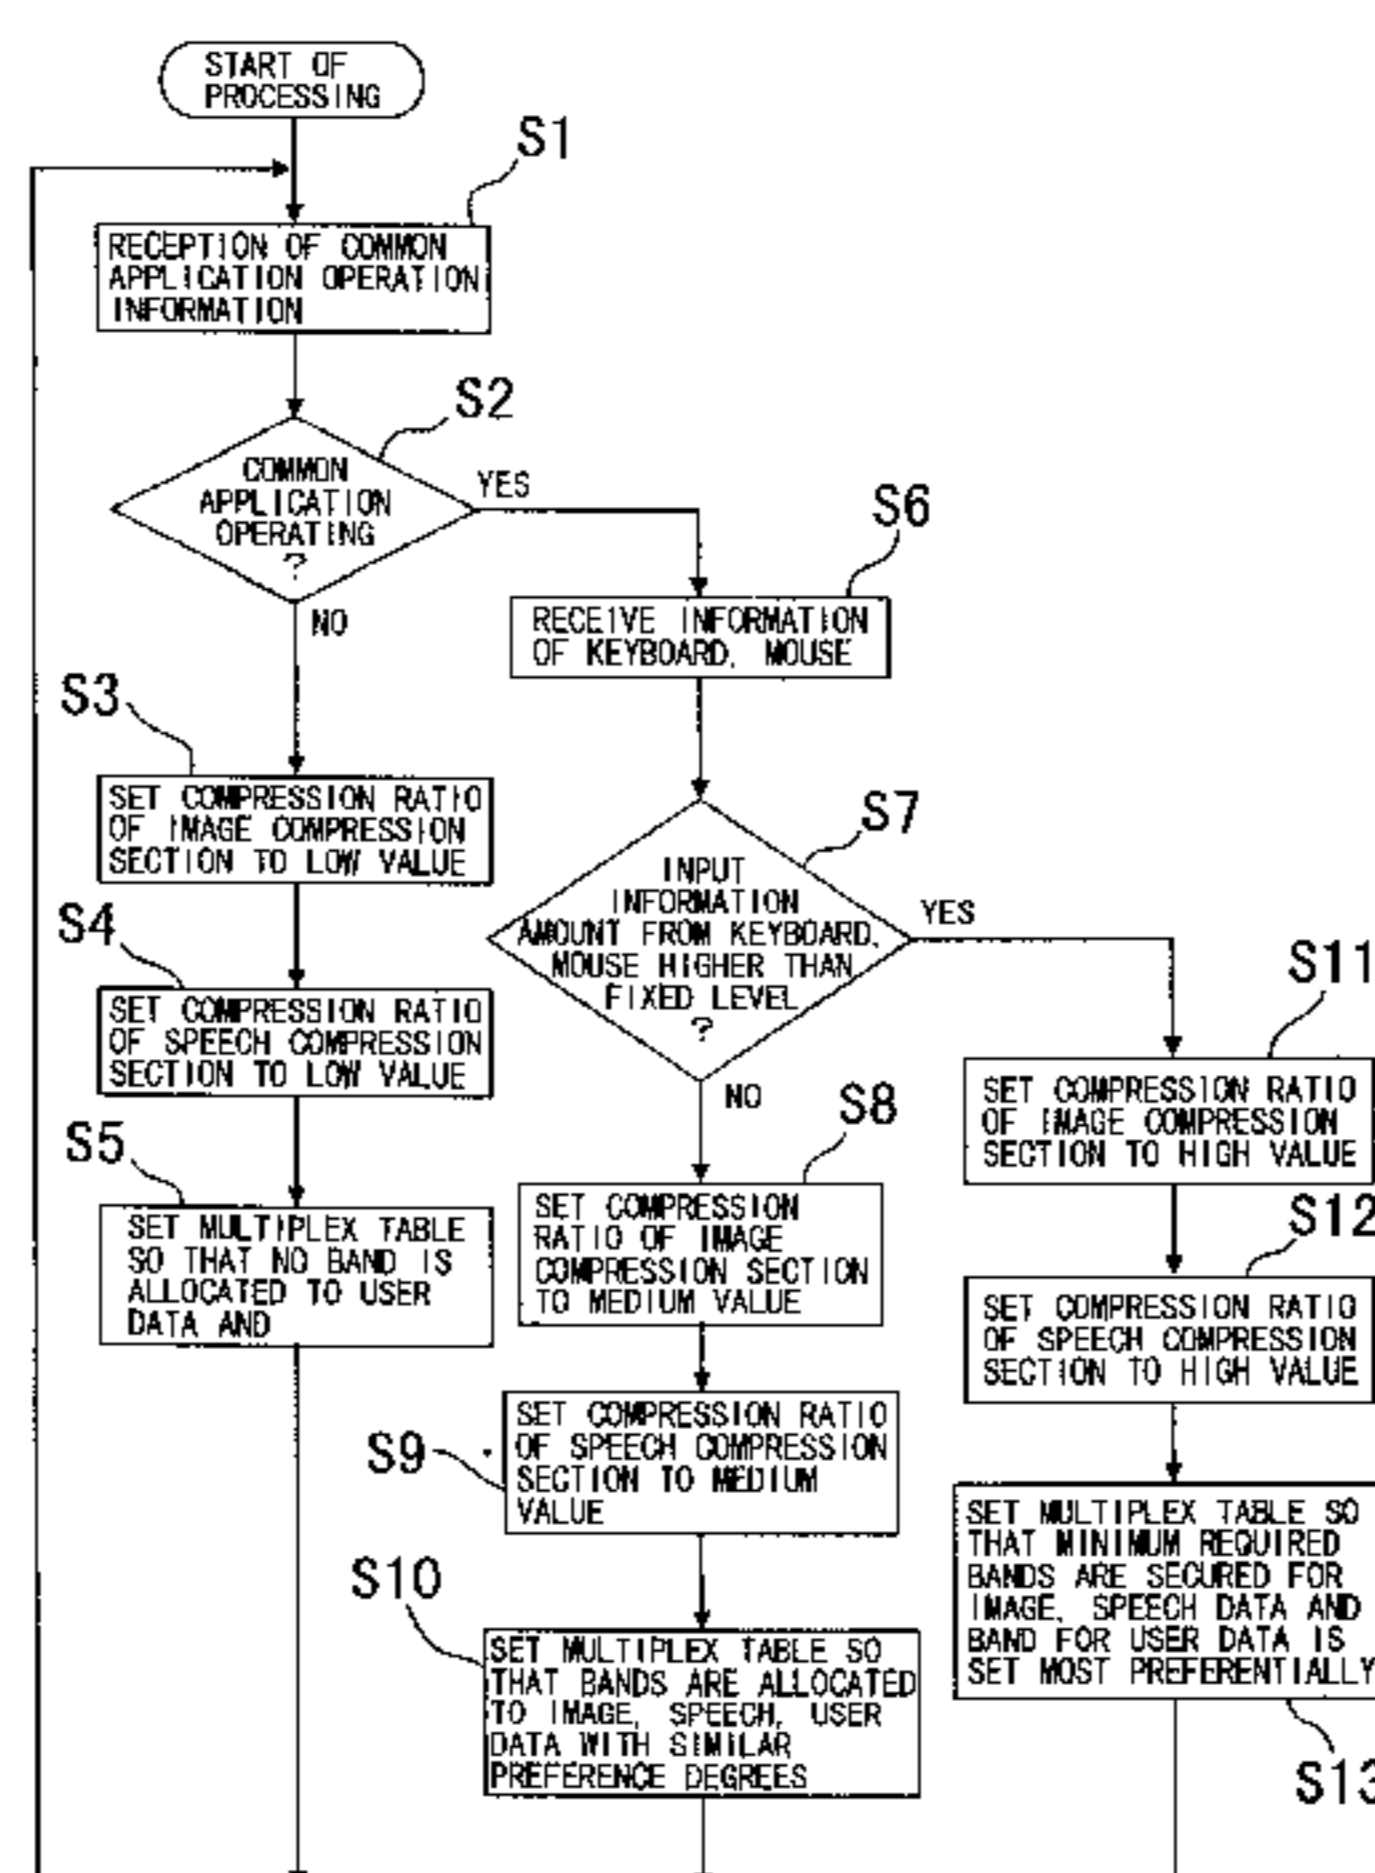 START OF
PROCESSING
S1
RECEPTION OF COMMON
APPLICATION OPERATION
INFORMATION
S2
COMMON
APPLICATION
OPERATING
?
YES
NO
S6
RECEIVE INFORMATION
OF KEYBOARD, MOUSE
S3
SET COMPRESSION RATIO
OF IMAGE COMPRESSION
SECTION TO LOW VALUE
S4
SET COMPRESSION RATIO
OF SPEECH COMPRESSION
SECTION TO LOW VALUE
S5
SET MULTIPLEX TABLE
SO THAT NO BAND IS
ALLOCATED TO USER
DATA AND
S7
INPUT
INFORMATION
AMOUNT FROM KEYBOARD,
MOUSE HIGHER THAN
FIXED LEVEL
?
YES
NO
S8
SET COMPRESSION
RATIO OF IMAGE
COMPRESSION SECTION
TO MEDIUM VALUE
S9
SET COMPRESSION RATIO
OF SPEECH COMPRESSION
SECTION TO MEDIUM
VALUE
S10
SET MULTIPLEX TABLE SO
THAT BANDS ARE ALLOCATED
TO IMAGE, SPEECH, USER
DATA WITH SIMILAR
PREFERENCE DEGREES
S11
SET COMPRESSION RATIO
OF IMAGE COMPRESSION
SECTION TO HIGH VALUE
S12
SET COMPRESSION RATIO
OF SPEECH COMPRESSION
SECTION TO HIGH VALUE
SET MULTIPLEX TABLE SO
THAT MINIMUM REQUIRED
BANDS ARE SECURED FOR
IMAGE, SPEECH DATA AND
BAND FOR USER DATA IS
SET MOST PREFERENTIALLY
S13